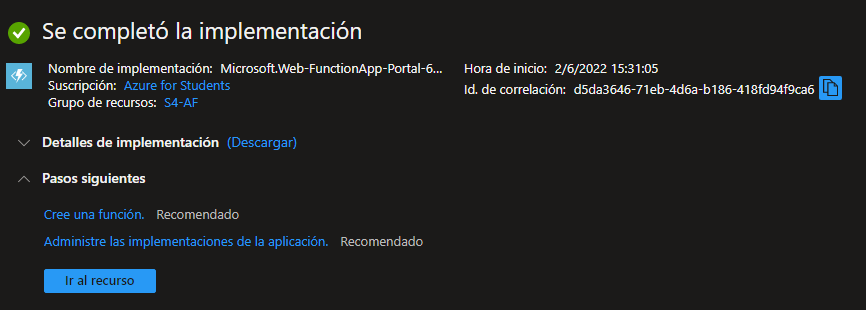 Se completó la implementación
Nombre de implementación: Microsoft.Web-FunctionApp-Portal-6...
Suscripción: Azure for Students
Grupo de recursos: S4-AF
Hora de inicio: 2/6/2022 15:31:05
Id. de correlación: d5da3646-71eb-4d6a-b186-418fd94f9ca6
Detalles de implementación (Descargar)
Pasos siguientes
Cree una función. Recomendado
Administre las implementaciones de la aplicación. Recomendado
Ir al recurso